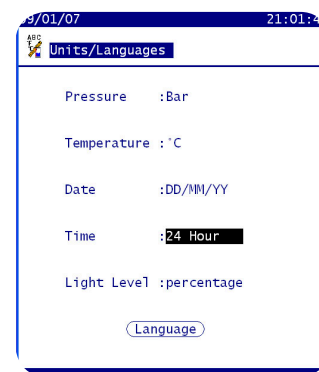 9/01/07 21:01:4
ABC
Units/Languages
Pressure :Bar
Temperature :°C
Date :DD/MM/YY
Time :24 Hour
Light Level :percentage
Language